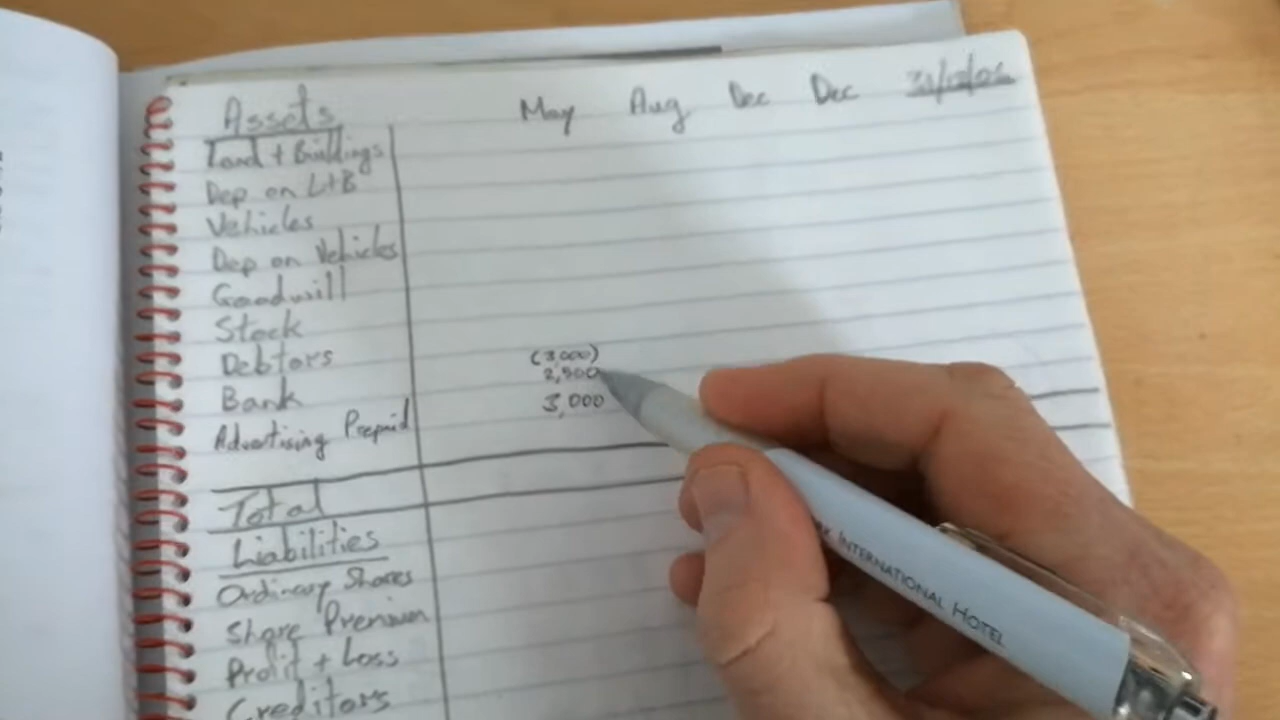 Assets May Aug Dec Dec
Land + Buildings
Dep on L+B
Vehicles
Dep on Vehicles
Goodwill
Stock
Debtors (3,000)
2,500
Bank 3,000
Advertising Prepaid
Total
Liabilities
Ordinary Shares
Share Premium
Profit + Loss
Creditors
INTERNATIONAL HOTEL